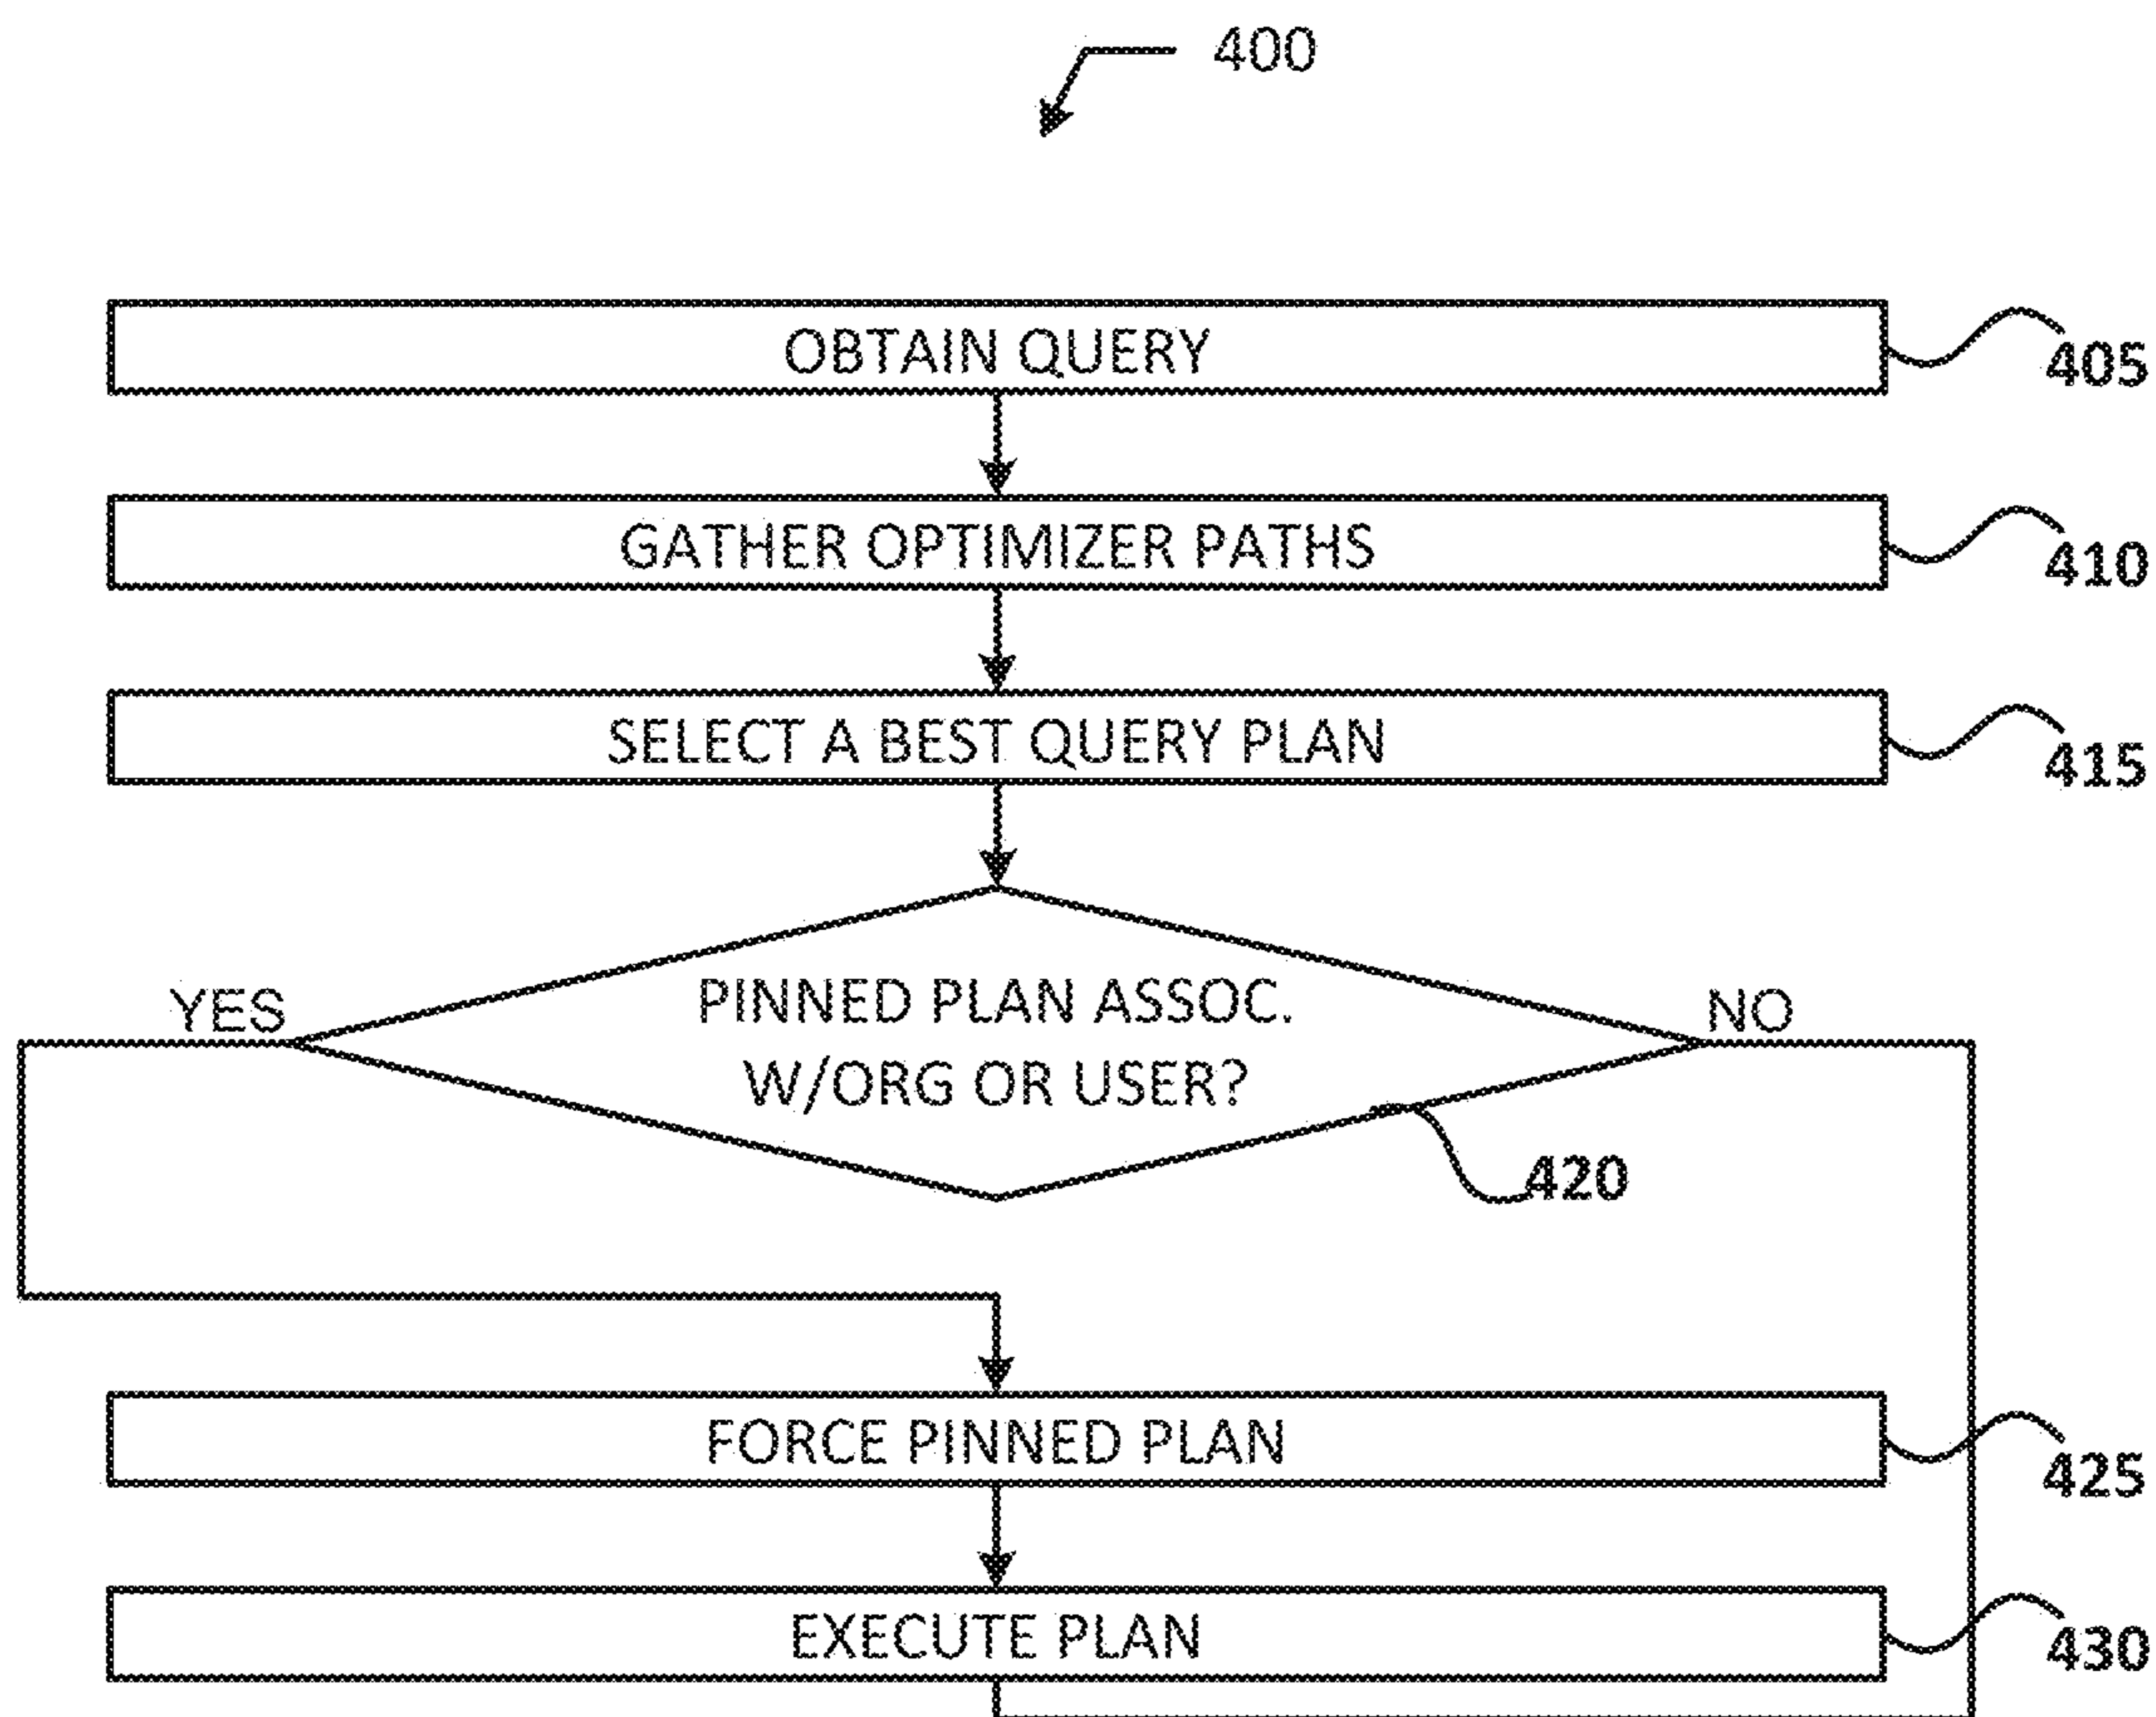 400
OBTAIN QUERY
405
GATHER OPTIMIZER PATHS
410
SELECT A BEST QUERY PLAN
415
YES
PINNED PLAN ASSOC.
W/ORG OR USER?
NO
420
FORCE PINNED PLAN
425
EXECUTE PLAN
430